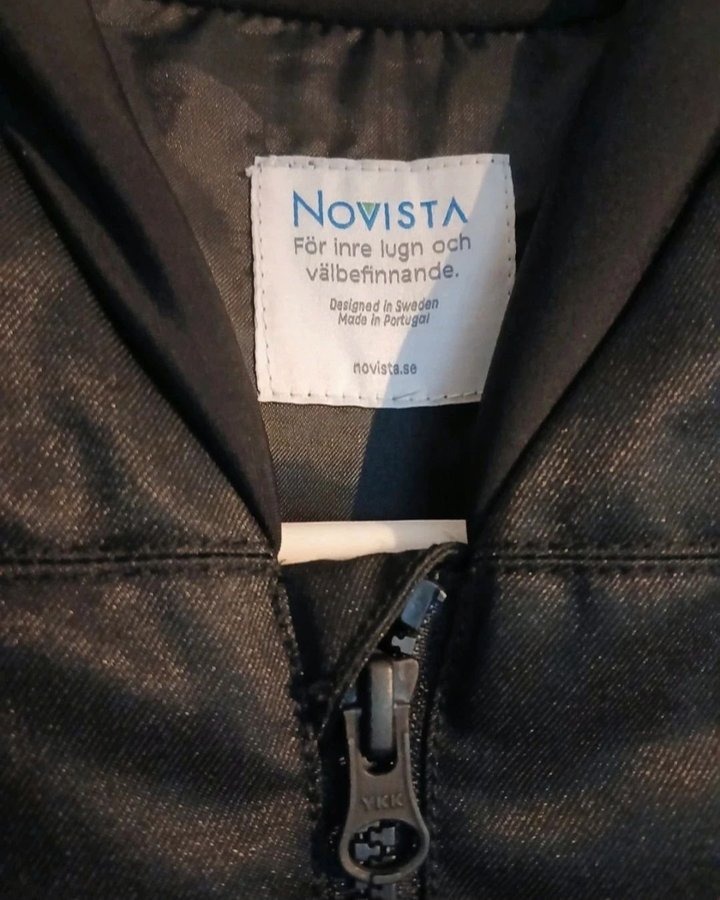 NOVISTA
För inre lugn och
välbefinnande.
Designed in Sweden
Made in Portugal
novista.se
YKK